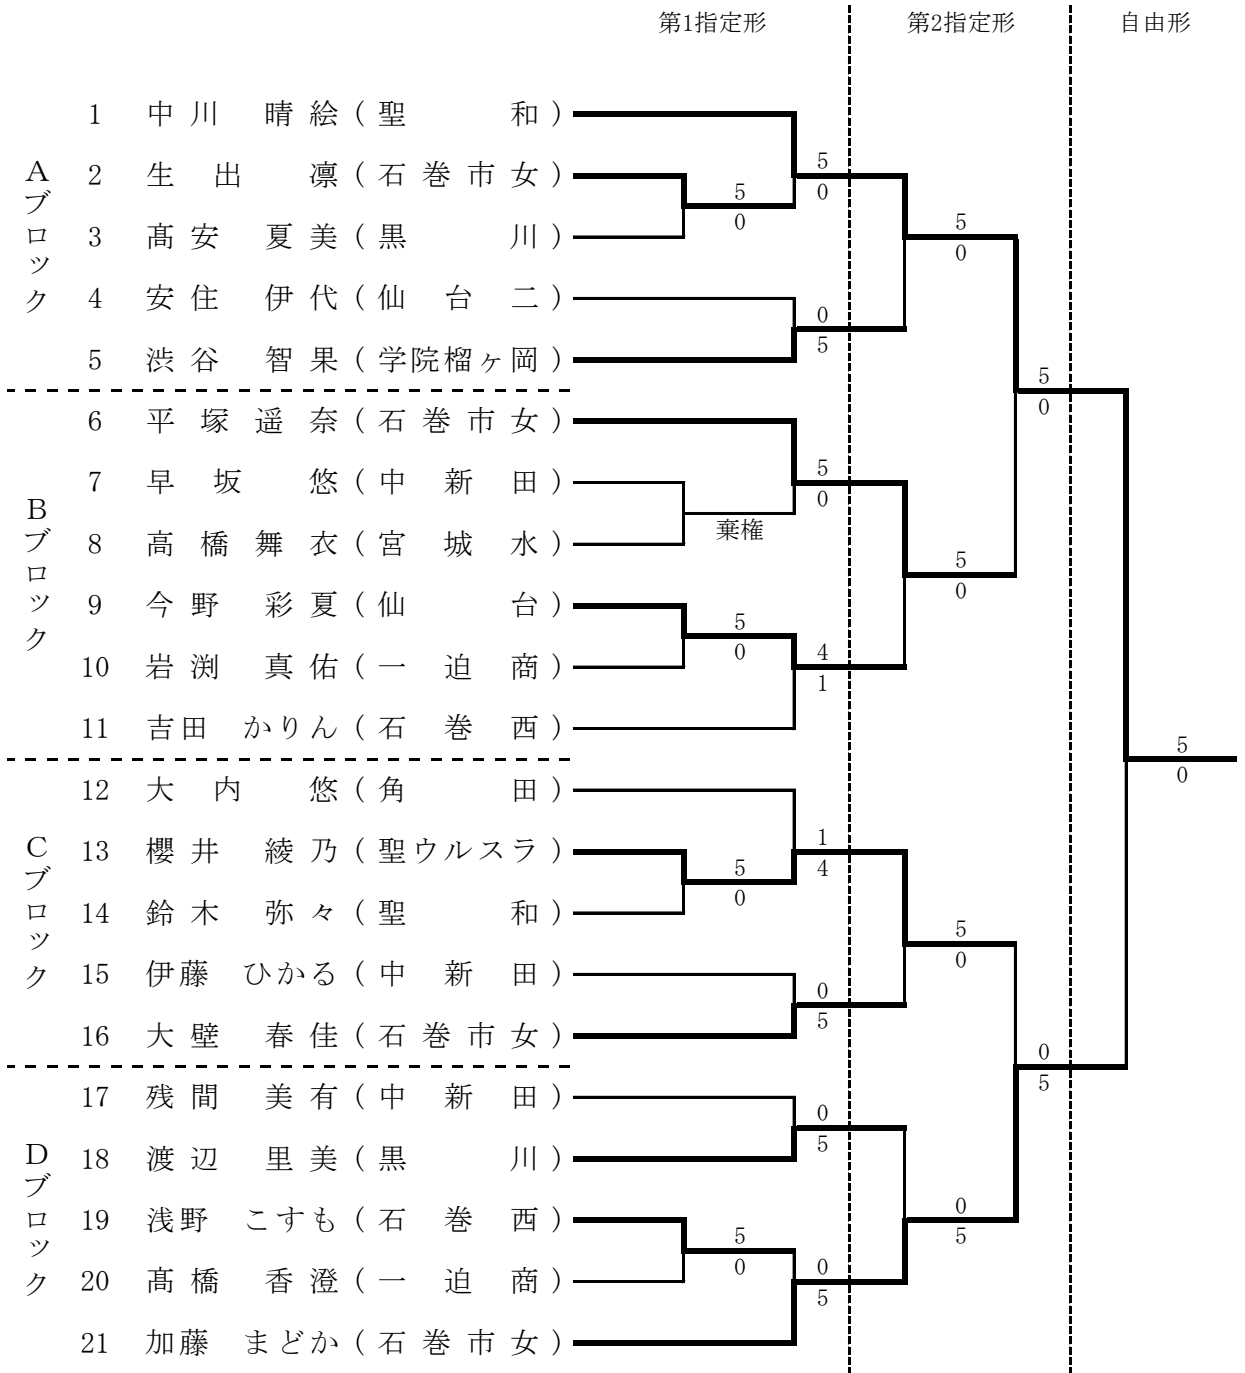 第1指定形 第2指定形 自由形
1 中川 晴絵（聖 和）
5
Aブロック
2 生出 凛（石巻市女）
5 0
0
3 髙安 夏美（黒 川）
5
0
4 安住 伊代（仙台二）
0
5
5 渋谷 智果（学院榴ヶ岡）
5
0
6 平塚遥奈（石巻市女）
5
7 早坂 悠（中新田）
0
Bブロック
棄権
8 高橋舞衣（宮城水）
5
0
9 今野 彩夏（仙 台）
5
0 4
10 岩渕 真佑（一迫商）
1
11 吉田 かりん（石巻西）
5
0
12 大内 悠（角 田）
1
Cブロック
13 櫻井 綾乃（聖ウルスラ）
5 4
0
14 鈴木 弥々（聖 和）
5
0
15 伊藤 ひかる（中新田）
0
5
16 大壁 春佳（石巻市女）
0
5
17 残間 美有（中新田）
0
5
Dブロック
18 渡辺 里美（黒 川）
0
19 浅野 こすも（石巻西）
5 5
0 0
20 髙橋 香澄（一迫商）
5
21 加藤 まどか（石巻市女）